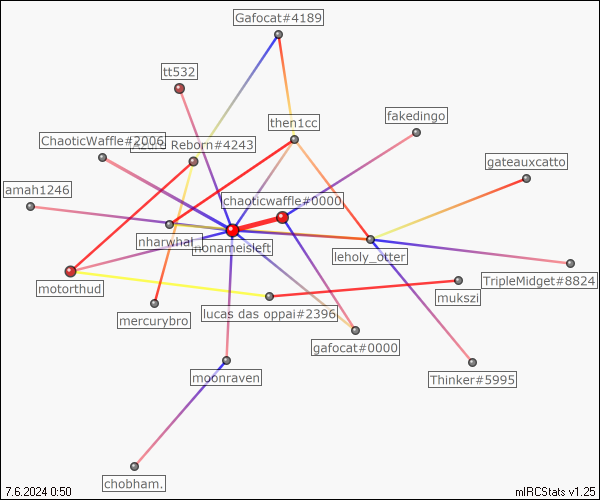 Gafocat#4189
tt532
then1cc
fakedingo
ChaoticWaffle#2006
Reborn#4243
gateauxcatto
amah1246
chaoticwaffle#0000
nharwhal
nonameisleft
leholy_otter
motorthud
TripleMidget#8824
mukszi
mercurybro
lucas das oppai#2396
gafocat#0000
moonraven
Thinker#5995
chobham.
7.6.2024 0:50
mIRCStats v1.25